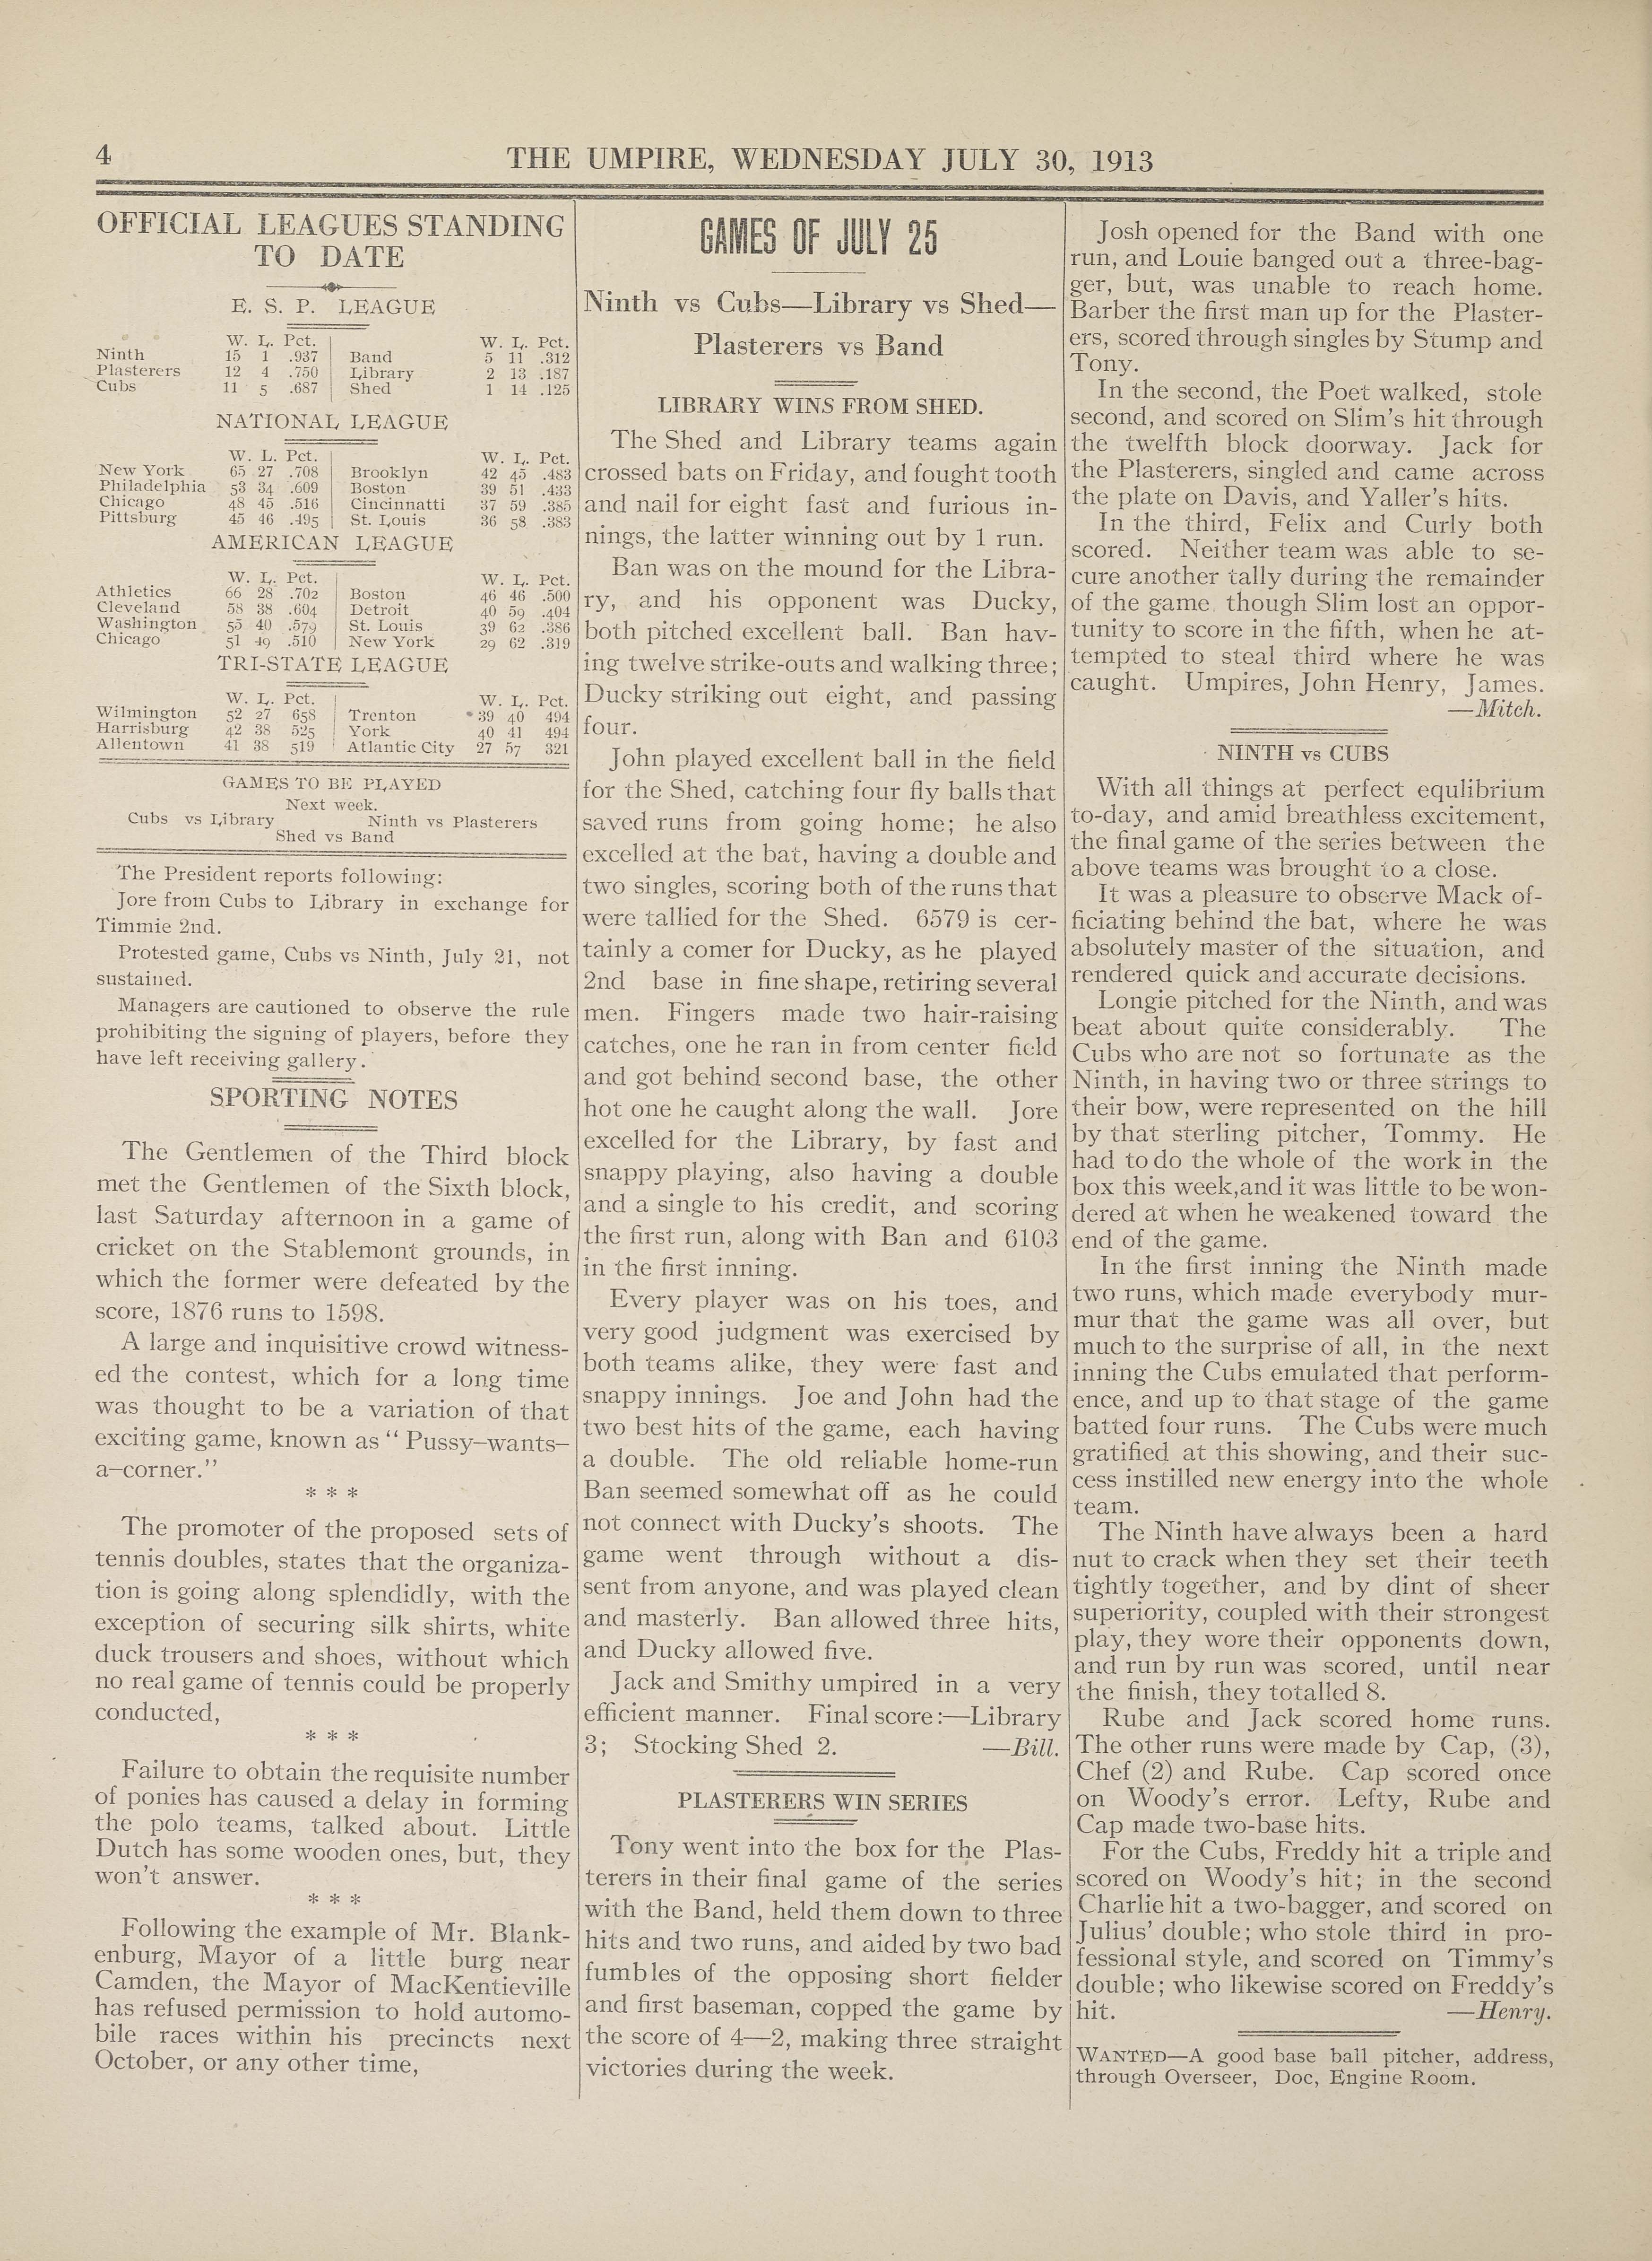 4
THE UMPIRE, WEDNESDAY JULY 30, 1913
OFFICIAL LEAGUES STANDING
TO DATE
E. S. P. LEAGUE
W. L. Pct. W. L. Pct.
Ninth 15 1 .937 Band 5 11 .312
Plasterers 12 4 .750 Library 2 13 .187
Cubs 11 5 .687 Shed 1 14 .125
NATIONAL LEAGUE
W. L. Pct. W. L. Pct.
New York 65 27 .708 Brooklyn 42 45 .483
Philadelphia 53 34 .609 Boston 39 51 .433
Chicago 48 45 .516 Cincinnatti 37 59 .385
Pittsburg 45 46 .495 St. Louis 36 58 .383
AMERICAN LEAGUE
W. L. Pct. W. L. Pct.
Athletics 66 28 .702 Boston 46 46 .500
Cleveland 58 38 .604 Detroit 40 59 .404
Washington 55 40 .579 St. Louis 39 62 .386
Chicago 51 49 .510 New York 29 62 .319
TRI-STATE LEAGUE
W. L. Pct. W. L. Pct.
Wilmington 52 27 658 Trenton 39 40 494
Harrisburg 42 38 525 York 40 41 494
Allentown 41 38 519 Atlantic City 27 57 321
GAMES TO BE PLAYED
Next week.
Cubs vs Library Ninth vs Plasterers
Shed vs Band
The President reports following:
Jore from Cubs to Library in exchange for
Timmie 2nd.
Protested game, Cubs vs Ninth, July 21, not
sustained.
Managers are cautioned to observe the rule
prohibiting the signing of players, before they
have left receiving gallery.
SPORTING NOTES
The Gentlemen of the Third block
met the Gentlemen of the Sixth block,
last Saturday afternoon in a game of
cricket on the Stablemont grounds, in
which the former were defeated by the
score, 1876 runs to 1598.
A large and inquisitive crowd witness-
ed the contest, which for a long time
was thought to be a variation of that
exciting game, known as “ Pussy–wants–
a–corner.”
* * *
The promoter of the proposed sets of
tennis doubles, states that the organiza-
tion is going along splendidly, with the
exception of securing silk shirts, white
duck trousers and shoes, without which
no real game of tennis could be properly
conducted,
* * *
Failure to obtain the requisite number
of ponies has caused a delay in forming
the polo teams, talked about. Little
Dutch has some wooden ones, but, they
won't answer.
* * *
Following the example of Mr. Blank-
enburg, Mayor of a little burg near
Camden, the Mayor of MacKentieville
has refused permission to hold automo-
bile races within his precincts next
October, or any other time,
GAMES OF JULY 25
Ninth vs Cubs—Library vs Shed—
Plasterers vs Band
LIBRARY WINS FROM SHED.
The Shed and Library teams again
crossed bats on Friday, and fought tooth
and nail for eight fast and furious in-
nings, the latter winning out by 1 run.
Ban was on the mound for the Libra-
ry, and his opponent was Ducky,
both pitched excellent ball. Ban hav-
ing twelve strike-outs and walking three;
Ducky striking out eight, and passing
four.
John played excellent ball in the field
for the Shed, catching four fly balls that
saved runs from going home; he also
excelled at the bat, having a double and
two singles, scoring both of the runs that
were tallied for the Shed. 6579 is cer-
tainly a comer for Ducky, as he played
2nd base in fine shape, retiring several
men. Fingers made two hair-raising
catches, one he ran in from center field
and got behind second base, the other
hot one he caught along the wall. Jore
excelled for the Library, by fast and
snappy playing, also having a double
and a single to his credit, and scoring
the first run, along with Ban and 6103
in the first inning.
Every player was on his toes, and
very good judgment was exercised by
both teams alike, they were fast and
snappy innings. Joe and John had the
two best hits of the game, each having
a double. The old reliable home-run
Ban seemed somewhat off as he could
not connect with Ducky's shoots. The
game went through without a dis-
sent from anyone, and was played clean
and masterly. Ban allowed three hits,
and Ducky allowed five.
Jack and Smithy umpired in a very
efficient manner. Final score:—Library
3; Stocking Shed 2. —Bill.
PLASTERERS WIN SERIES
Tony went into the box for the Plas-
terers in their final game of the series
with the Band, held them down to three
hits and two runs, and aided by two bad
fumbles of the opposing short fielder
and first baseman, copped the game by
the score of 4—2, making three straight
victories during the week.
Josh opened for the Band with one
run, and Louie banged out a three-bag-
ger, but, was unable to reach home.
Barber the first man up for the Plaster-
ers, scored through singles by Stump and
Tony.
In the second, the Poet walked, stole
second, and scored on Slim's hit through
the twelfth block doorway. Jack for
the Plasterers, singled and came across
the plate on Davis, and Yaller's hits.
In the third, Felix and Curly both
scored. Neither team was able to se-
cure another tally during the remainder
of the game though Slim lost an oppor-
tunity to score in the fifth, when he at-
tempted to steal third where he was
caught. Umpires, John Henry, James.
—Mitch.
NINTH vs CUBS
With all things at perfect equlibrium
to-day, and amid breathless excitement,
the final game of the series between the
above teams was brought to a close.
It was a pleasure to observe Mack of-
ficiating behind the bat, where he was
absolutely master of the situation, and
rendered quick and accurate decisions.
Longie pitched for the Ninth, and was
beat about quite considerably. The
Cubs who are not so fortunate as the
Ninth, in having two or three strings to
their bow, were represented on the hill
by that sterling pitcher, Tommy. He
had to do the whole of the work in the
box this week,and it was little to be won-
dered at when he weakened toward the
end of the game.
In the first inning the Ninth made
two runs, which made everybody mur-
mur that the game was all over, but
much to the surprise of all, in the next
inning the Cubs emulated that perform-
ence, and up to that stage of the game
batted four runs. The Cubs were much
gratified at this showing, and their suc-
cess instilled new energy into the whole
team.
The Ninth have always been a hard
nut to crack when they set their teeth
tightly together, and by dint of sheer
superiority, coupled with their strongest
play, they wore their opponents down,
and run by run was scored, until near
the finish, they totalled 8.
Rube and Jack scored home runs.
The other runs were made by Cap, (3),
Chef (2) and Rube. Cap scored once
on Woody's error. Lefty, Rube and
Cap made two-base hits.
For the Cubs, Freddy hit a triple and
scored on Woody's hit; in the second
Charlie hit a two-bagger, and scored on
Julius' double; who stole third in pro-
fessional style, and scored on Timmy's
double; who likewise scored on Freddy's
hit. —Henry.
WANTED—A good base ball pitcher, address,
through Overseer, Doc, Engine Room.